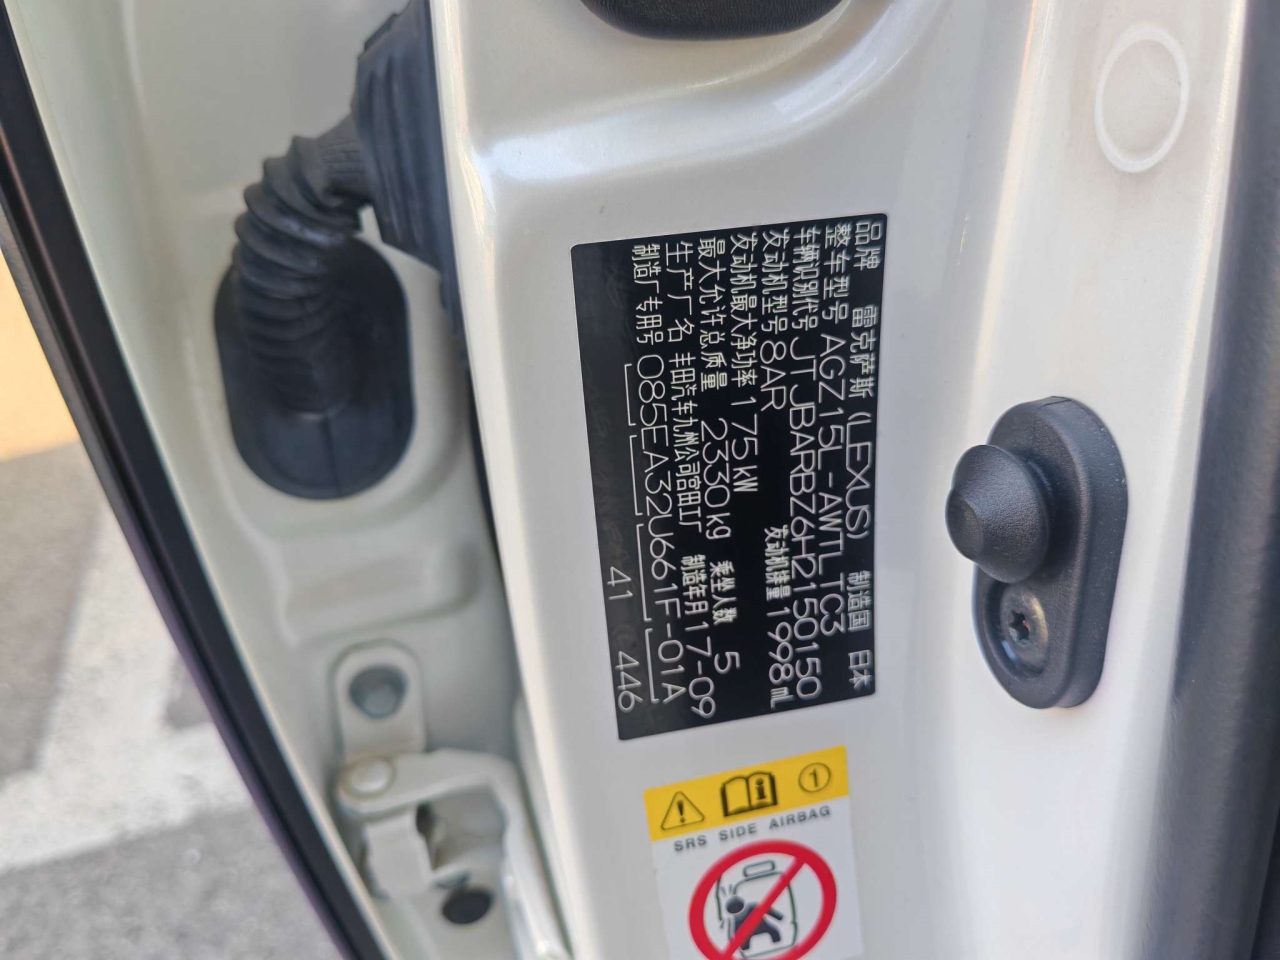 品牌 雷克萨斯 (LEXUS) 制造国 日本
整车型号 AGZ15L-AWTLTC3
车辆识别代号 JTJBARBZ6H2150150
发动机型号 8AR 发动机排量 1998mL
发动机最大净功率 175kW
最大允许总质量 2330kg 乘坐人数 5
生产厂名 丰田汽车九州公司宫田工厂 制造年月 17-09
制造厂专用号 085EA32U661F-01A
41 446
1
SRS SIDE AIRBAG